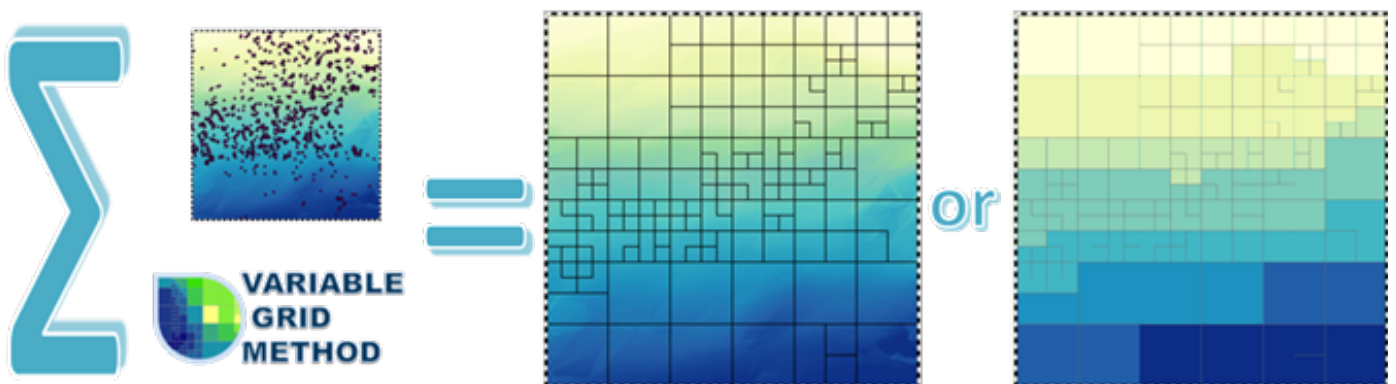 Σ
VARIABLE
GRID
METHOD
=
or